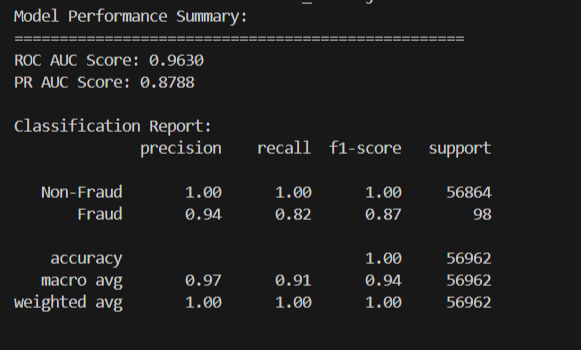 Model Performance Summary:
==================================================
ROC AUC Score: 0.9630
PR AUC Score: 0.8788
Classification Report:
precision recall f1-score support
Non-Fraud 1.00 1.00 1.00 56864
Fraud 0.94 0.82 0.87 98
accuracy 1.00 56962
macro avg 0.97 0.91 0.94 56962
weighted avg 1.00 1.00 1.00 56962